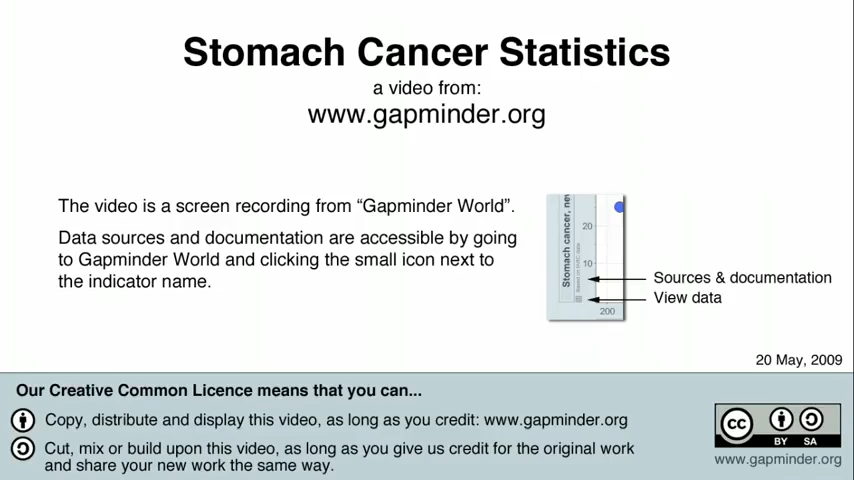 Stomach Cancer Statistics
a video from:
www.gapminder.org
The video is a screen recording from “Gapminder World”.
Data sources and documentation are accessible by going
to Gapminder World and clicking the small icon next to
the indicator name.
Stomach cancer, new
20
10
200
Sources & documentation
View data
20 May, 2009
Our Creative Common Licence means that you can...
Copy, distribute and display this video, as long as you credit: www.gapminder.org
Cut, mix or build upon this video, as long as you give us credit for the original work
and share your new work the same way.
cc
BY SA
www.gapminder.org